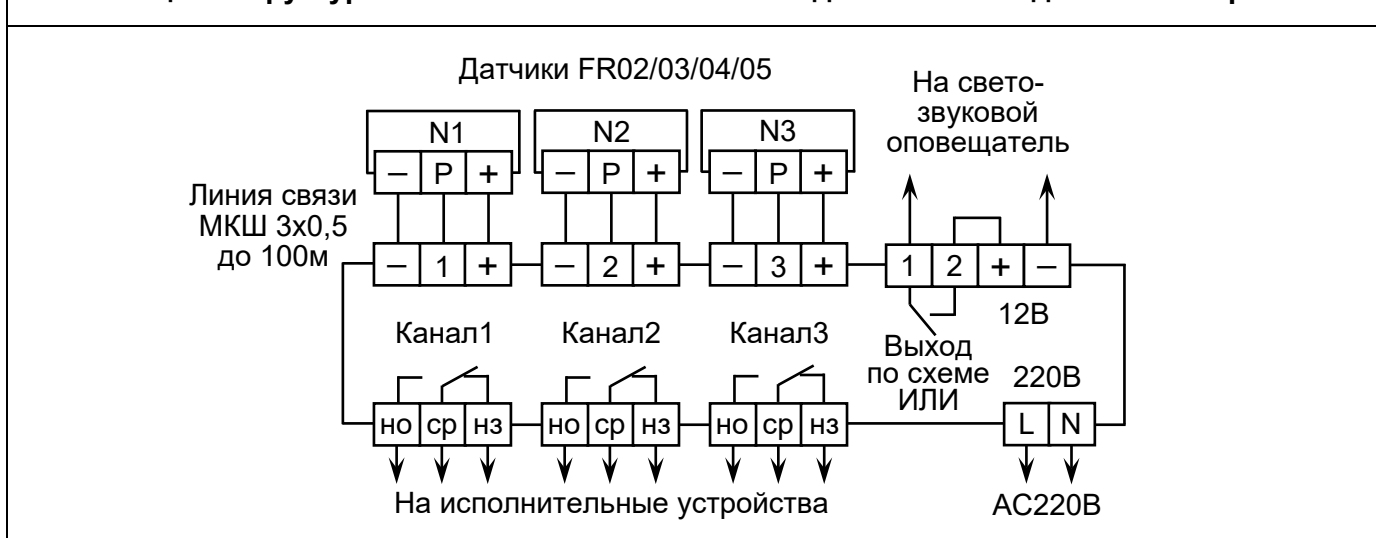 Датчики FR02/03/04/05
На свето-
звуковой
оповещатель
N1 N2 N3
– P + – P + – P +
Линия связи
МКШ 3х0,5
до 100м
– 1 + – 2 + – 3 + 1 2 + –
12В
Канал1 Канал2 Канал3
Выход
по схеме
ИЛИ
220В
но ср нз но ср нз но ср нз L N
На исполнительные устройства
АС220В